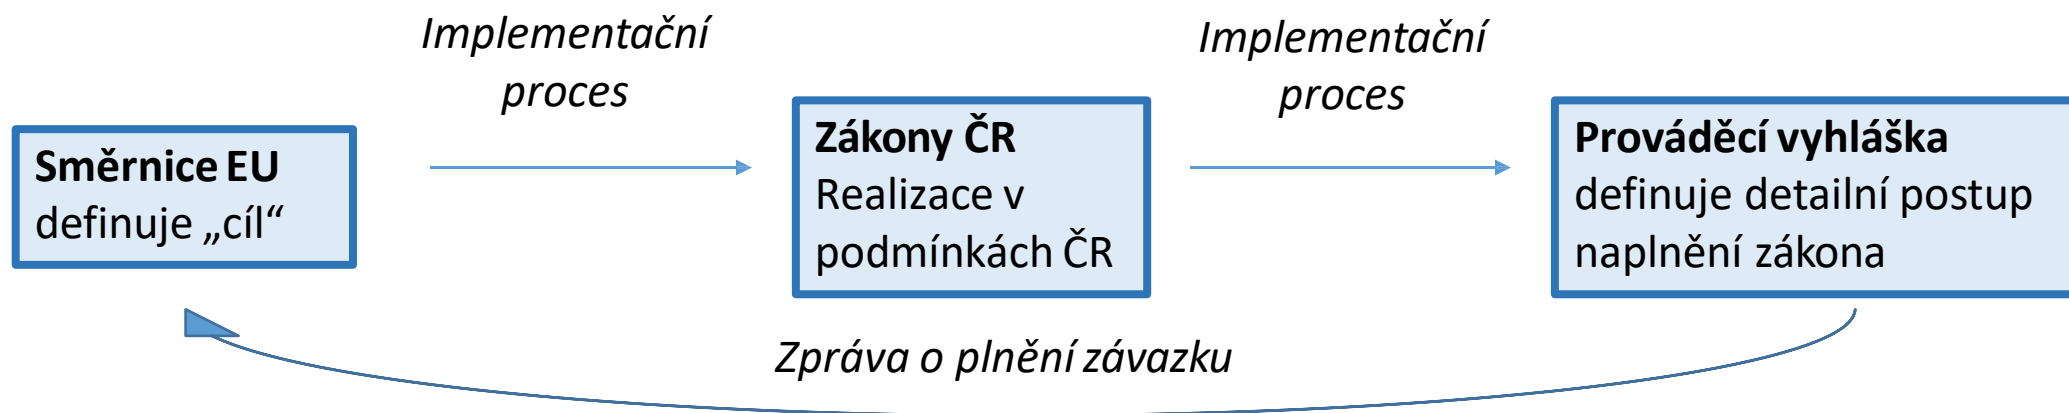 Implementační
proces
Implementační
proces
Směrnice EU
definuje „cíl“
Zákony ČR
Realizace v
podmínkách ČR
Prováděcí vyhláška
definuje detailní postup
naplnění zákona
Zpráva o plnění závazku